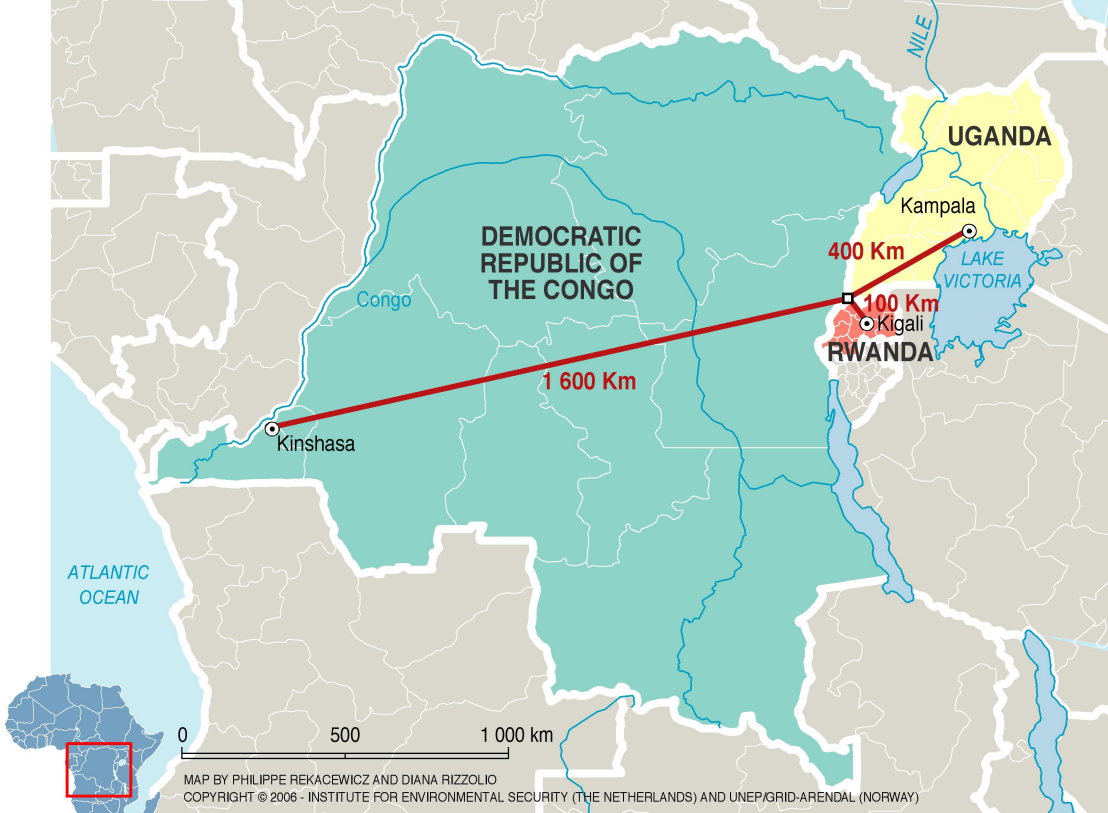 NILE
UGANDA
Kampala
DEMOCRATIC
REPUBLIC OF
THE CONGO
400 Km
LAKE
VICTORIA
Congo
100 Km
Kigali
RWANDA
1 600 Km
Kinshasa
ATLANTIC
OCEAN
0 500 1 000 km
MAP BY PHILIPPE REKACEWICZ AND DIANA RIZZOLIO
COPYRIGHT © 2006 - INSTITUTE FOR ENVIRONMENTAL SECURITY (THE NETHERLANDS) AND UNEP/GRID-ARENDAL (NORWAY)